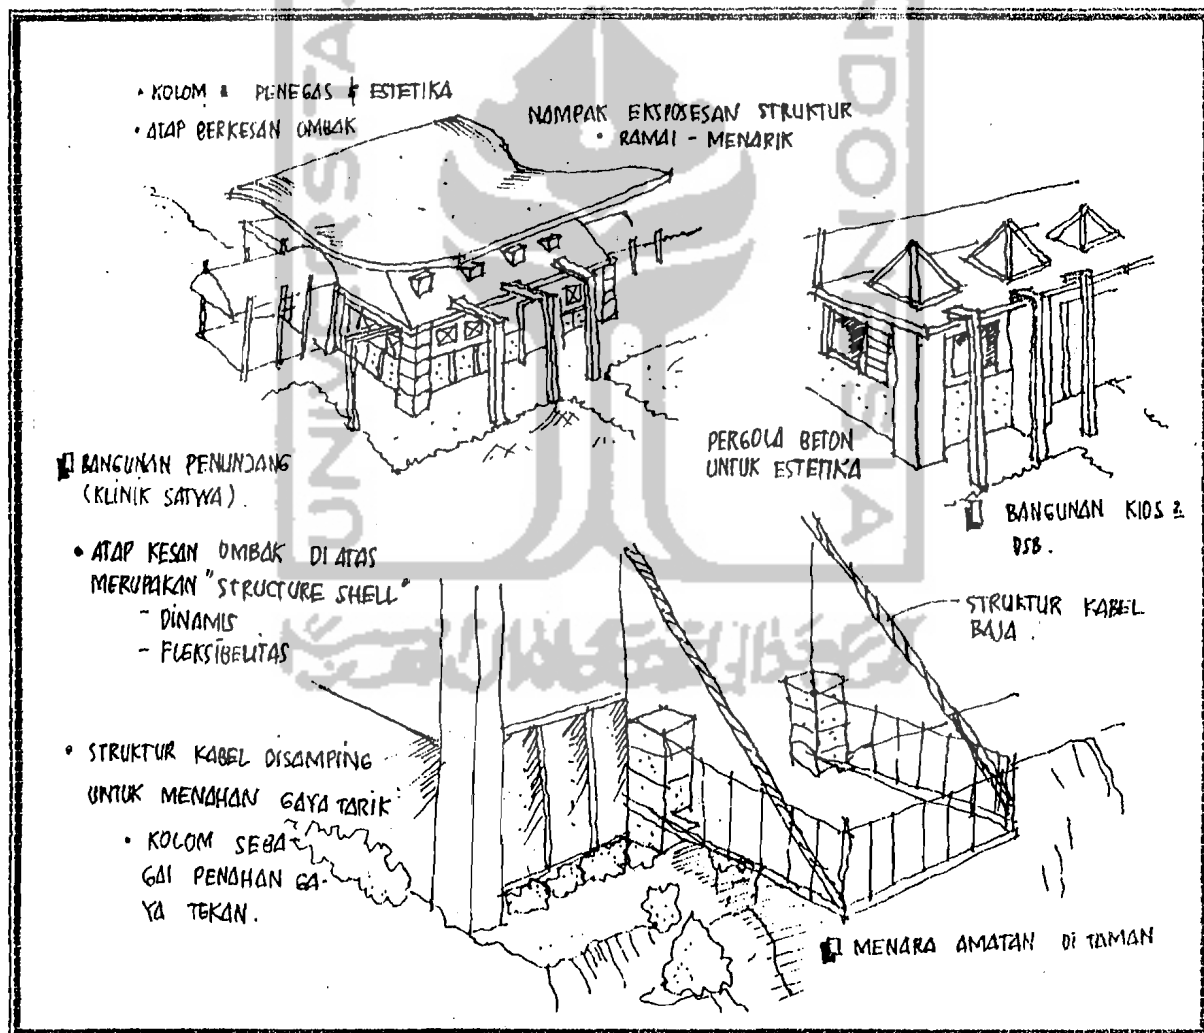 • KOLOM & PENEGAS & ESTETIKA
• ATAP BERKESAN OMBAK
NAMPAK EKSPOSESAN STRUKTUR
• RAMAI - MENARIK
PERGOLA BETON
UNTUK ESTETIKA
BANGUNAN PENUNJANG
(KLINIK SATWA).
BANGUNAN KIOS 2
DSB.
• ATAP KESAN OMBAK DI ATAS
MERUPAKAN "STRUCTURE SHELL"
- DINAMIS
- FLEKSIBELITAS
STRUKTUR KABEL
BAJA.
• STRUKTUR KABEL DISAMPING
UNTUK MENAHAN GAYA TARIK
• KOLOM SEBA-
GAI PENAHAN GA-
YA TEKAN.
MENARA AMATAN DI TAMAN
UNIVERSITAS
INDONESIA